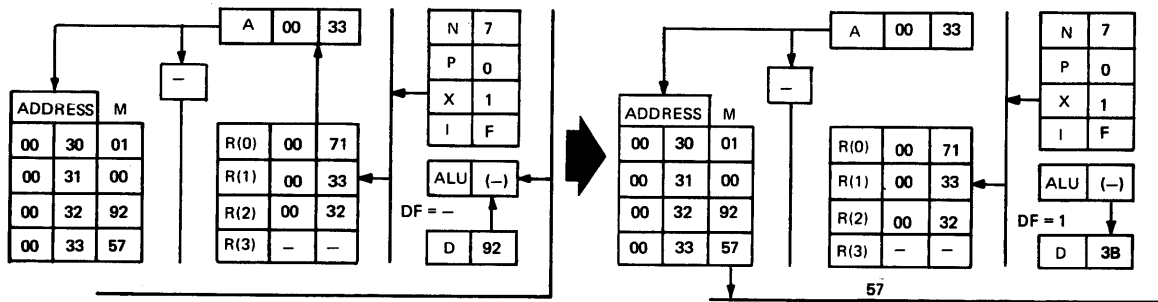 A 00 33
N 7
P 0
X 1
I F
ADDRESS M
00 30 01
00 31 00
00 32 92
00 33 57
–
R(0) 00 71
R(1) 00 33
R(2) 00 32
R(3) – –
ALU (–)
DF = –
D 92
A 00 33
N 7
P 0
X 1
I F
ADDRESS M
00 30 01
00 31 00
00 32 92
00 33 57
–
R(0) 00 71
R(1) 00 33
R(2) 00 32
R(3) – –
ALU (–)
DF = 1
D 3B
57